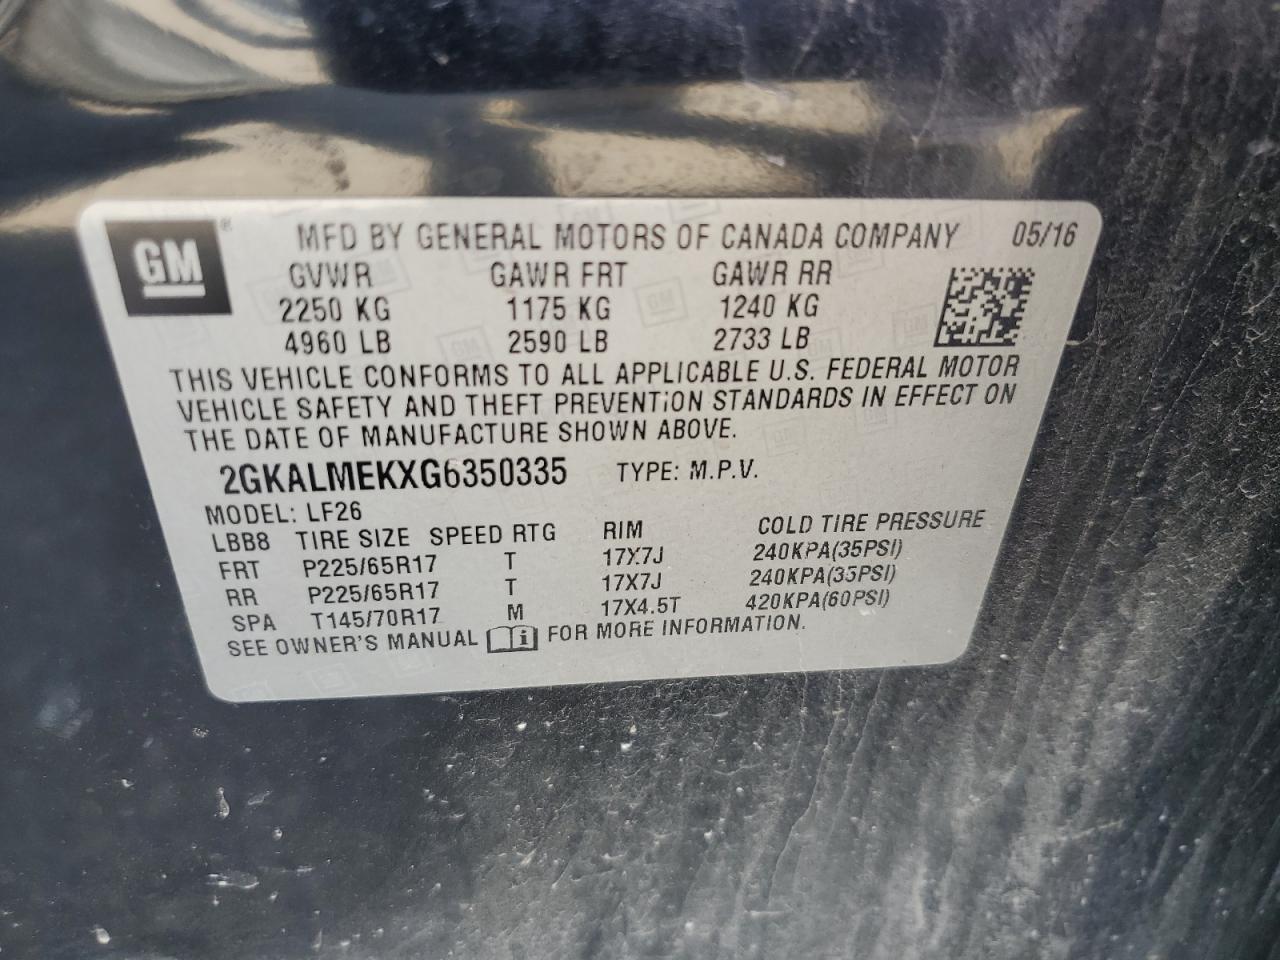 GM ® MFD BY GENERAL MOTORS OF CANADA COMPANY 05/16
GVWR GAWR FRT GAWR RR
2250 KG 1175 KG 1240 KG
4960 LB 2590 LB 2733 LB
THIS VEHICLE CONFORMS TO ALL APPLICABLE U.S. FEDERAL MOTOR
VEHICLE SAFETY AND THEFT PREVENTION STANDARDS IN EFFECT ON
THE DATE OF MANUFACTURE SHOWN ABOVE.
2GKALMEKXG6350335 TYPE: M.P.V.
MODEL: LF26
LBB8 TIRE SIZE SPEED RTG RIM COLD TIRE PRESSURE
FRT P225/65R17 T 17X7J 240KPA(35PSI)
RR P225/65R17 T 17X7J 240KPA(35PSI)
SPA T145/70R17 M 17X4.5T 420KPA(60PSI)
SEE OWNER'S MANUAL i FOR MORE INFORMATION.